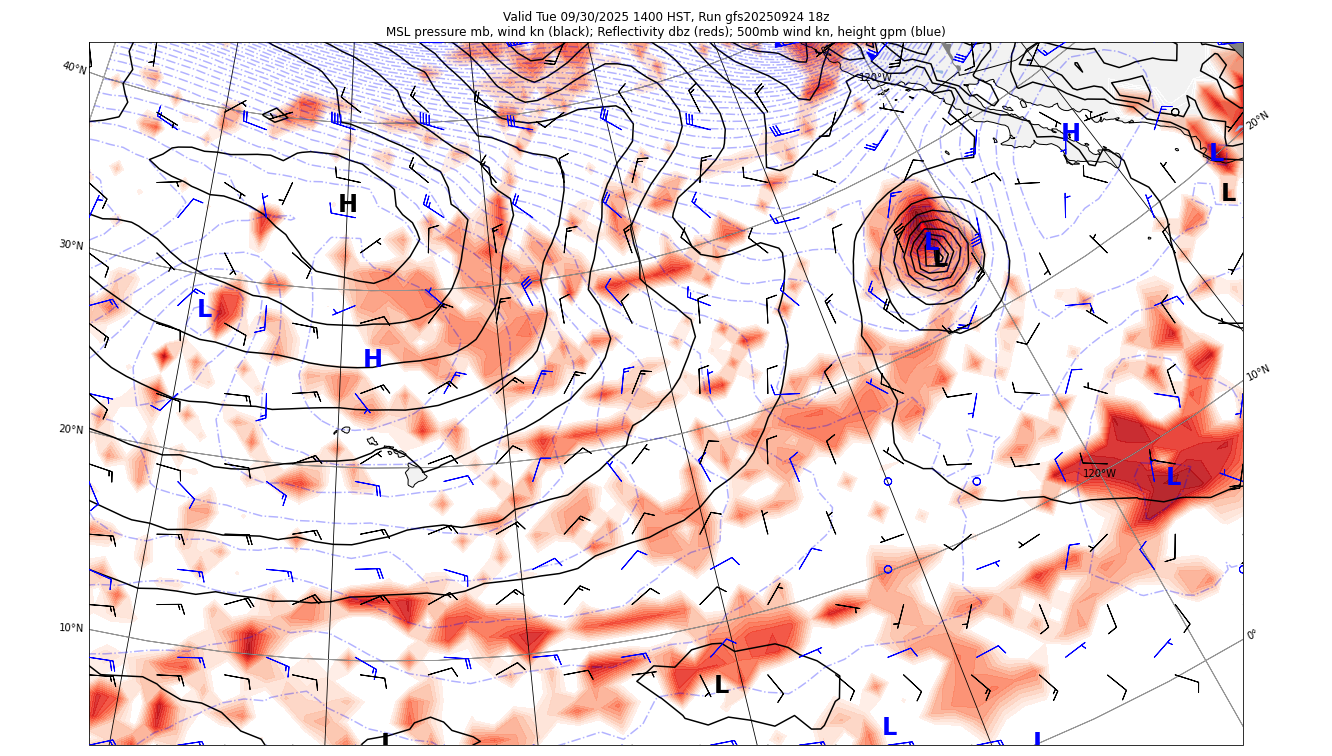 Valid Tue 09/30/2025 1400 HST, Run gfs20250924 18z
MSL pressure mb, wind kn (black); Reflectivity dbz (reds); 500mb wind kn, height gpm (blue)
40°N
120°W
20°N
H
L
L
H
30°N
L
L
L
H
10°N
20°N
120°W
L
10°N
0°
L
L
L
L